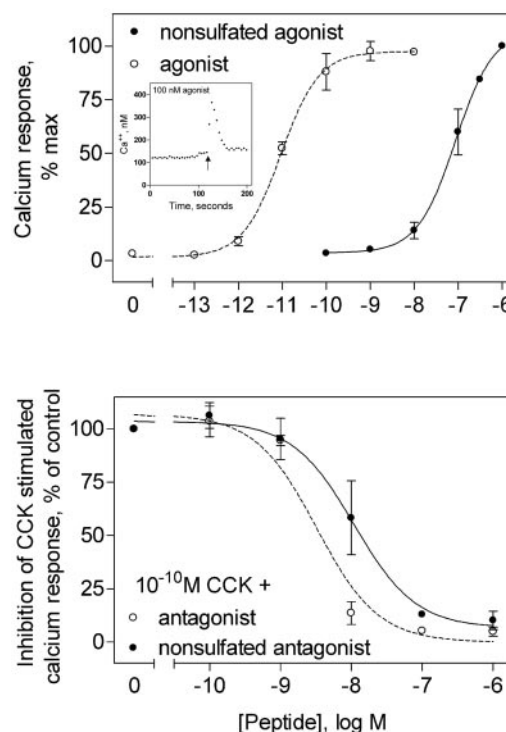 nonsulfated agonist
agonist
Calcium response,
% max
100
75
50
25
0
100 nM agonist
Ca++, nM
400
300
200
100
0
0
100
200
Time, seconds
0 -13 -12 -11 -10 -9 -8 -7 -6
Inhibition of CCK stimulated
calcium response, % of control
100
75
50
25
0
10-10M CCK +
antagonist
nonsulfated antagonist
0 -10 -9 -8 -7 -6
[Peptide], log M